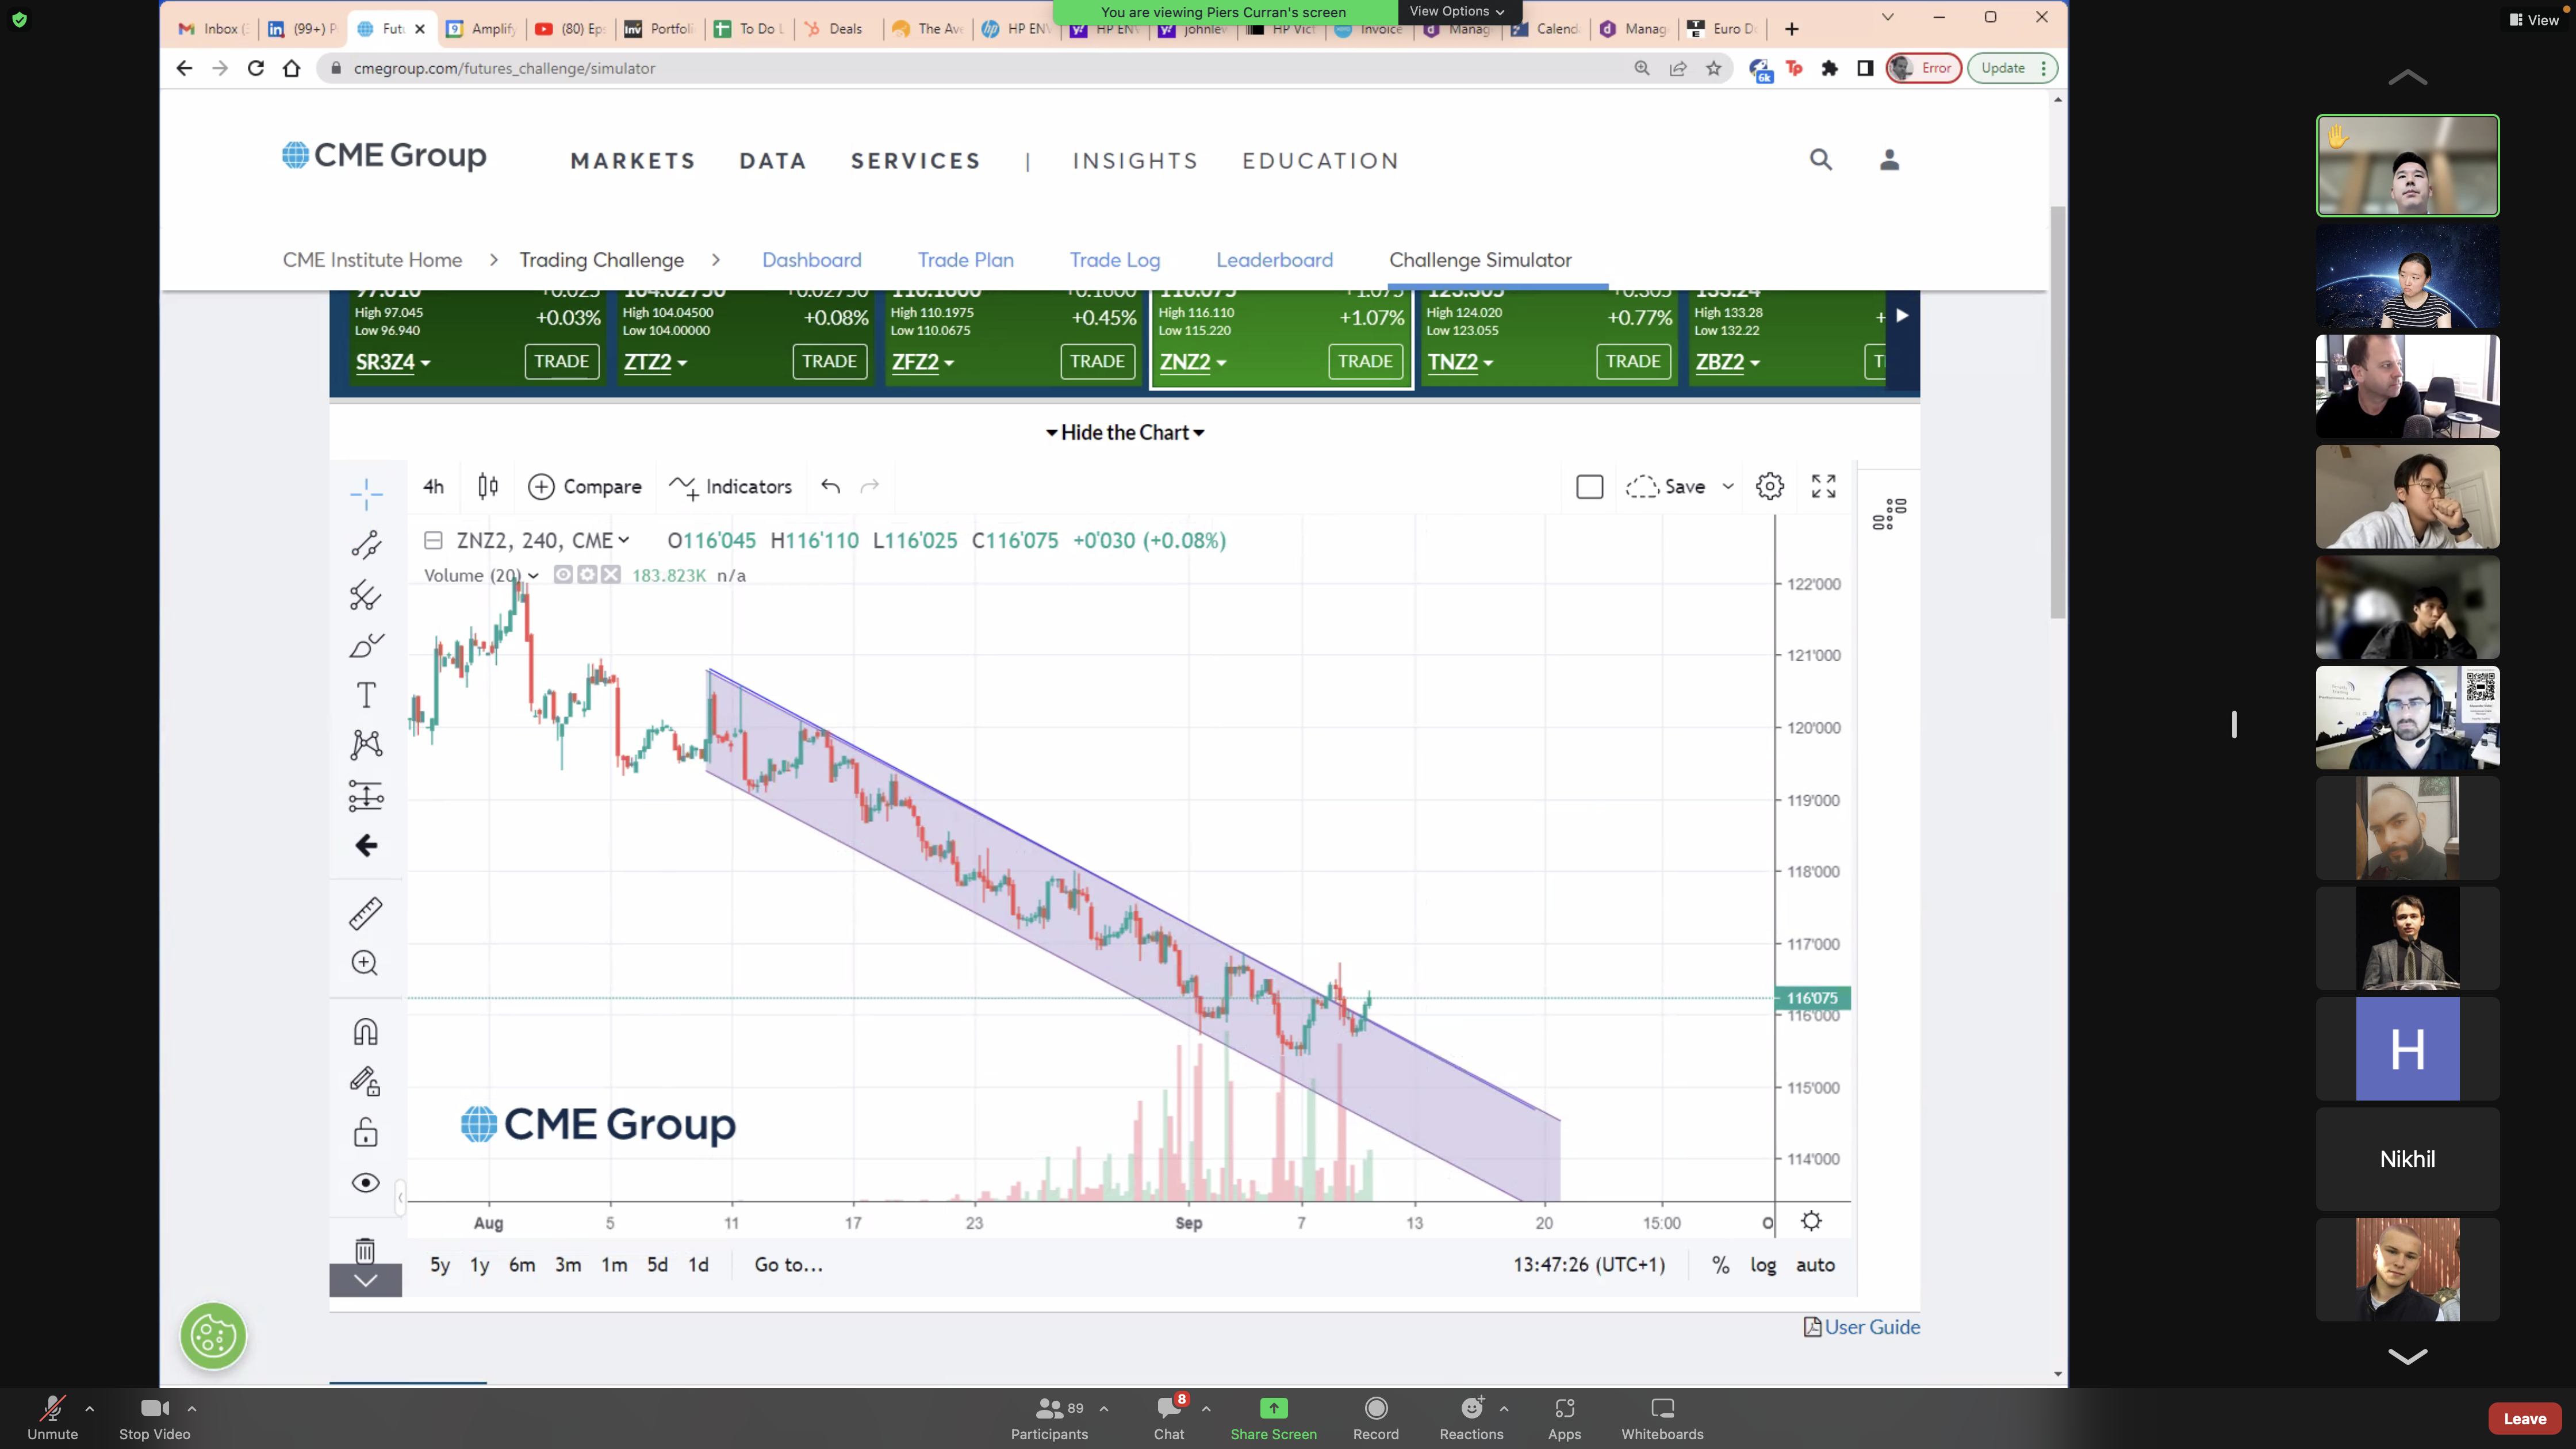 You are viewing Piers Curran's screen
View Options
View
Inbox (
(99+) P
Futu
Amplify
(80) Ep
Portfoli
To Do L
Deals
The Ave
HP EN
HP EN
johnlev
HP Vict
Invoice
Manag
Calend
Manag
Euro D
cmegroup.com/futures_challenge/simulator
6k
Error
Update
CME Group
MARKETS
DATA
SERVICES
|
INSIGHTS
EDUCATION
CME Institute Home > Trading Challenge > Dashboard Trade Plan Trade Log Leaderboard Challenge Simulator
High 97.045
Low 96.940
+0.03%
SR3Z4
TRADE
High 104.04500
Low 104.00000
+0.08%
ZTZ2
TRADE
High 110.1975
Low 110.0675
+0.45%
ZFZ2
TRADE
High 116.110
Low 115.220
+1.07%
ZNZ2
TRADE
High 124.020
Low 123.055
+0.77%
TNZ2
TRADE
High 133.28
Low 132.22
+
ZBZ2
Hide the Chart
4h
Compare
Indicators
Save
ZNZ2, 240, CME O116'045 H116'110 L116'025 C116'075 +0'030 (+0.08%)
Volume (20) 183.823K n/a
122'000
121'000
120'000
119'000
118'000
117'000
116'075
116'000
115'000
114'000
CME Group
Aug 5 11 17 23 Sep 7 13 20 15:00 O
5y 1y 6m 3m 1m 5d 1d Go to... 13:47:26 (UTC+1) % log auto
User Guide
H
Nikhil
Unmute
Stop Video
89
Participants
8
Chat
Share Screen
Record
Reactions
Apps
Whiteboards
Leave